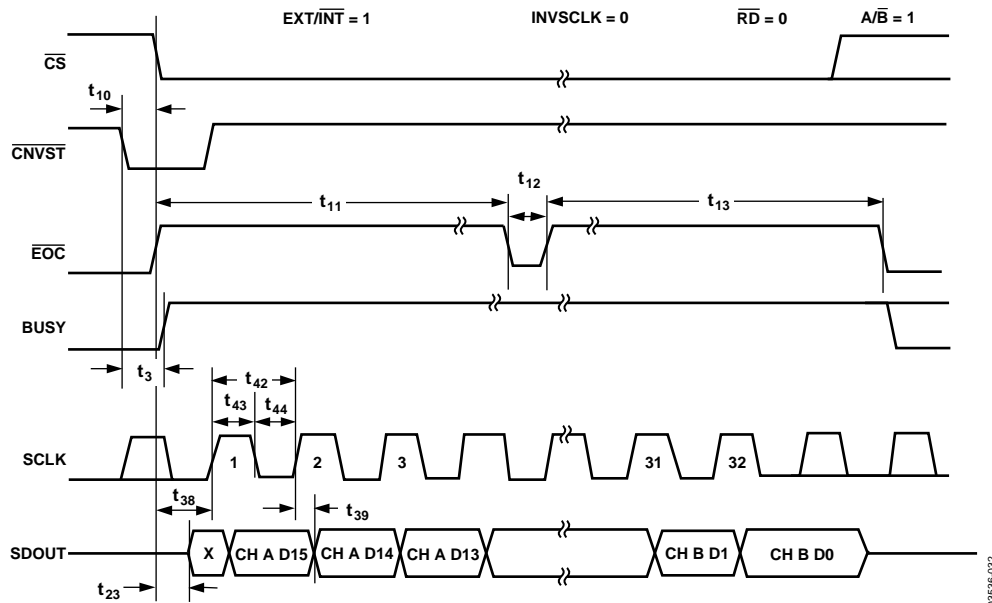 EXT/INT = 1 INVSCLK = 0 RD = 0 A/B = 1
CS
t10
CNVST
t11 t12 t13
EOC
BUSY
t3
t42
t43 t44
SCLK 1 2 3 31 32
t38
t39
SDOUT X CH A D15 CH A D14 CH A D13 CH B D1 CH B D0
t23
03536-032